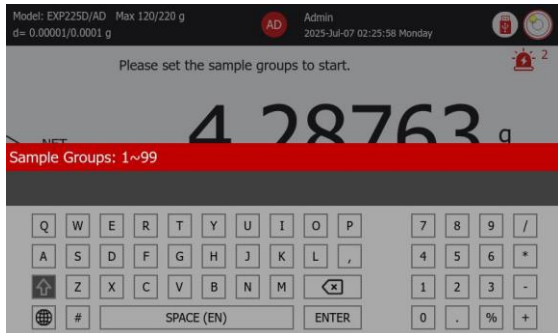 Model: EXP225D/AD Max 120/220 g
d= 0.00001/0.0001 g
AD
Admin
2025-Jul-07 02:25:58 Monday
Please set the sample groups to start.
2
NET
4.28763 g
Sample Groups: 1~99
Q W E R T Y U I O P 7 8 9 /
A S D F G H J K L , 4 5 6 *
Z X C V B N M 1 2 3 -
# SPACE (EN) ENTER 0 . % +